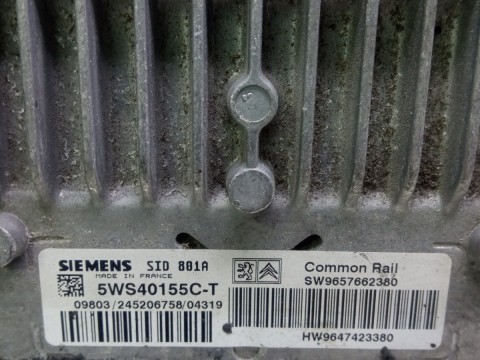 SIEMENS SID 801A
MADE IN FRANCE
5WS40155C-T
09803/245206758/04319
Common Rail
SW9657662380
HW9647423380